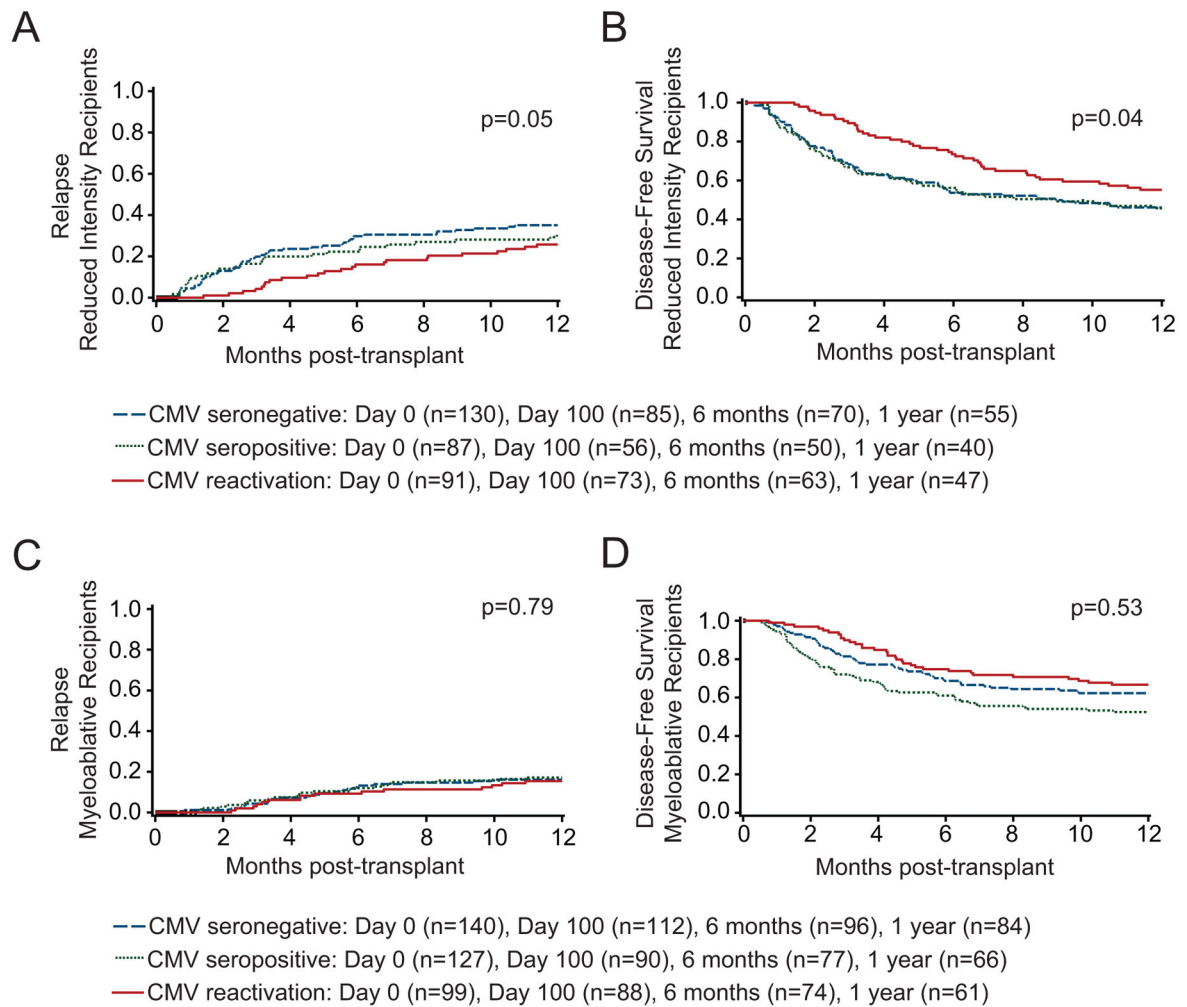 A
Relapse
Reduced Intensity Recipients
1.0
0.8
0.6
0.4
0.2
0.0
p=0.05
0 2 4 6 8 10 12
Months post-transplant
B
Disease-Free Survival
Reduced Intensity Recipients
1.0
0.8
0.6
0.4
0.2
0.0
p=0.04
0 2 4 6 8 10 12
Months post-transplant
CMV seronegative: Day 0 (n=130), Day 100 (n=85), 6 months (n=70), 1 year (n=55)
CMV seropositive: Day 0 (n=87), Day 100 (n=56), 6 months (n=50), 1 year (n=40)
CMV reactivation: Day 0 (n=91), Day 100 (n=73), 6 months (n=63), 1 year (n=47)
C
Relapse
Myeloablative Recipients
1.0
0.8
0.6
0.4
0.2
0.0
p=0.79
0 2 4 6 8 10 12
Months post-transplant
D
Disease-Free Survival
Myeloablative Recipients
1.0
0.8
0.6
0.4
0.2
0.0
p=0.53
0 2 4 6 8 10 12
Months post-transplant
CMV seronegative: Day 0 (n=140), Day 100 (n=112), 6 months (n=96), 1 year (n=84)
CMV seropositive: Day 0 (n=127), Day 100 (n=90), 6 months (n=77), 1 year (n=66)
CMV reactivation: Day 0 (n=99), Day 100 (n=88), 6 months (n=74), 1 year (n=61)